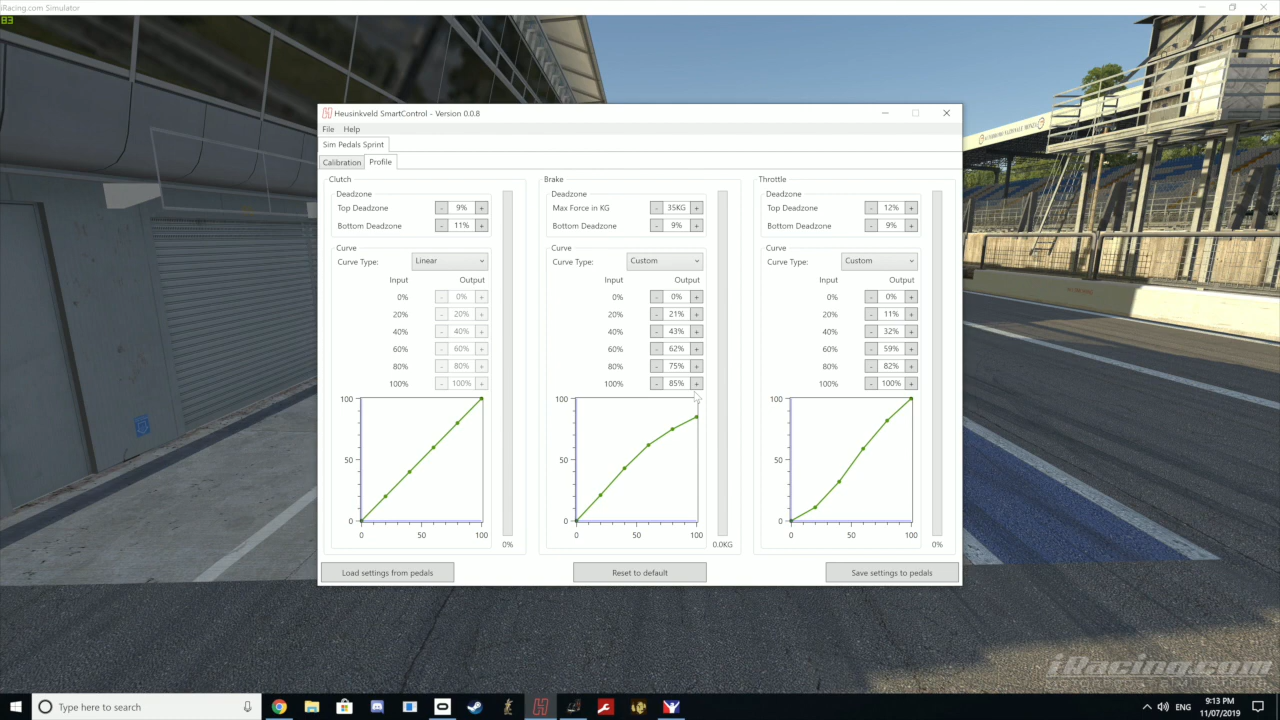 iRacing.com Simulator
83
Heusinkveld SmartControl - Version 0.0.8
File Help
Sim Pedals Sprint
Calibration Profile
Clutch
Deadzone
Top Deadzone - 9% +
Bottom Deadzone - 11% +
Curve
Curve Type: Linear
Input Output
0% - 0% +
20% - 20% +
40% - 40% +
60% - 60% +
80% - 80% +
100% - 100% +
100
50
0
0 50 100
0%
Brake
Deadzone
Max Force in KG - 35KG +
Bottom Deadzone - 9% +
Curve
Curve Type: Custom
Input Output
0% - 0% +
20% - 21% +
40% - 43% +
60% - 62% +
80% - 75% +
100% - 85% +
100
50
0
0 50 100
0.0KG
Throttle
Deadzone
Top Deadzone - 12% +
Bottom Deadzone - 9% +
Curve
Curve Type: Custom
Input Output
0% - 0% +
20% - 11% +
40% - 32% +
60% - 59% +
80% - 82% +
100% - 100% +
100
50
0
0 50 100
0%
Load settings from pedals
Reset to default
Save settings to pedals
iRacing.com
MOTORSPORT SIMULATIONS
Type here to search
ENG
9:13 PM
11/07/2019